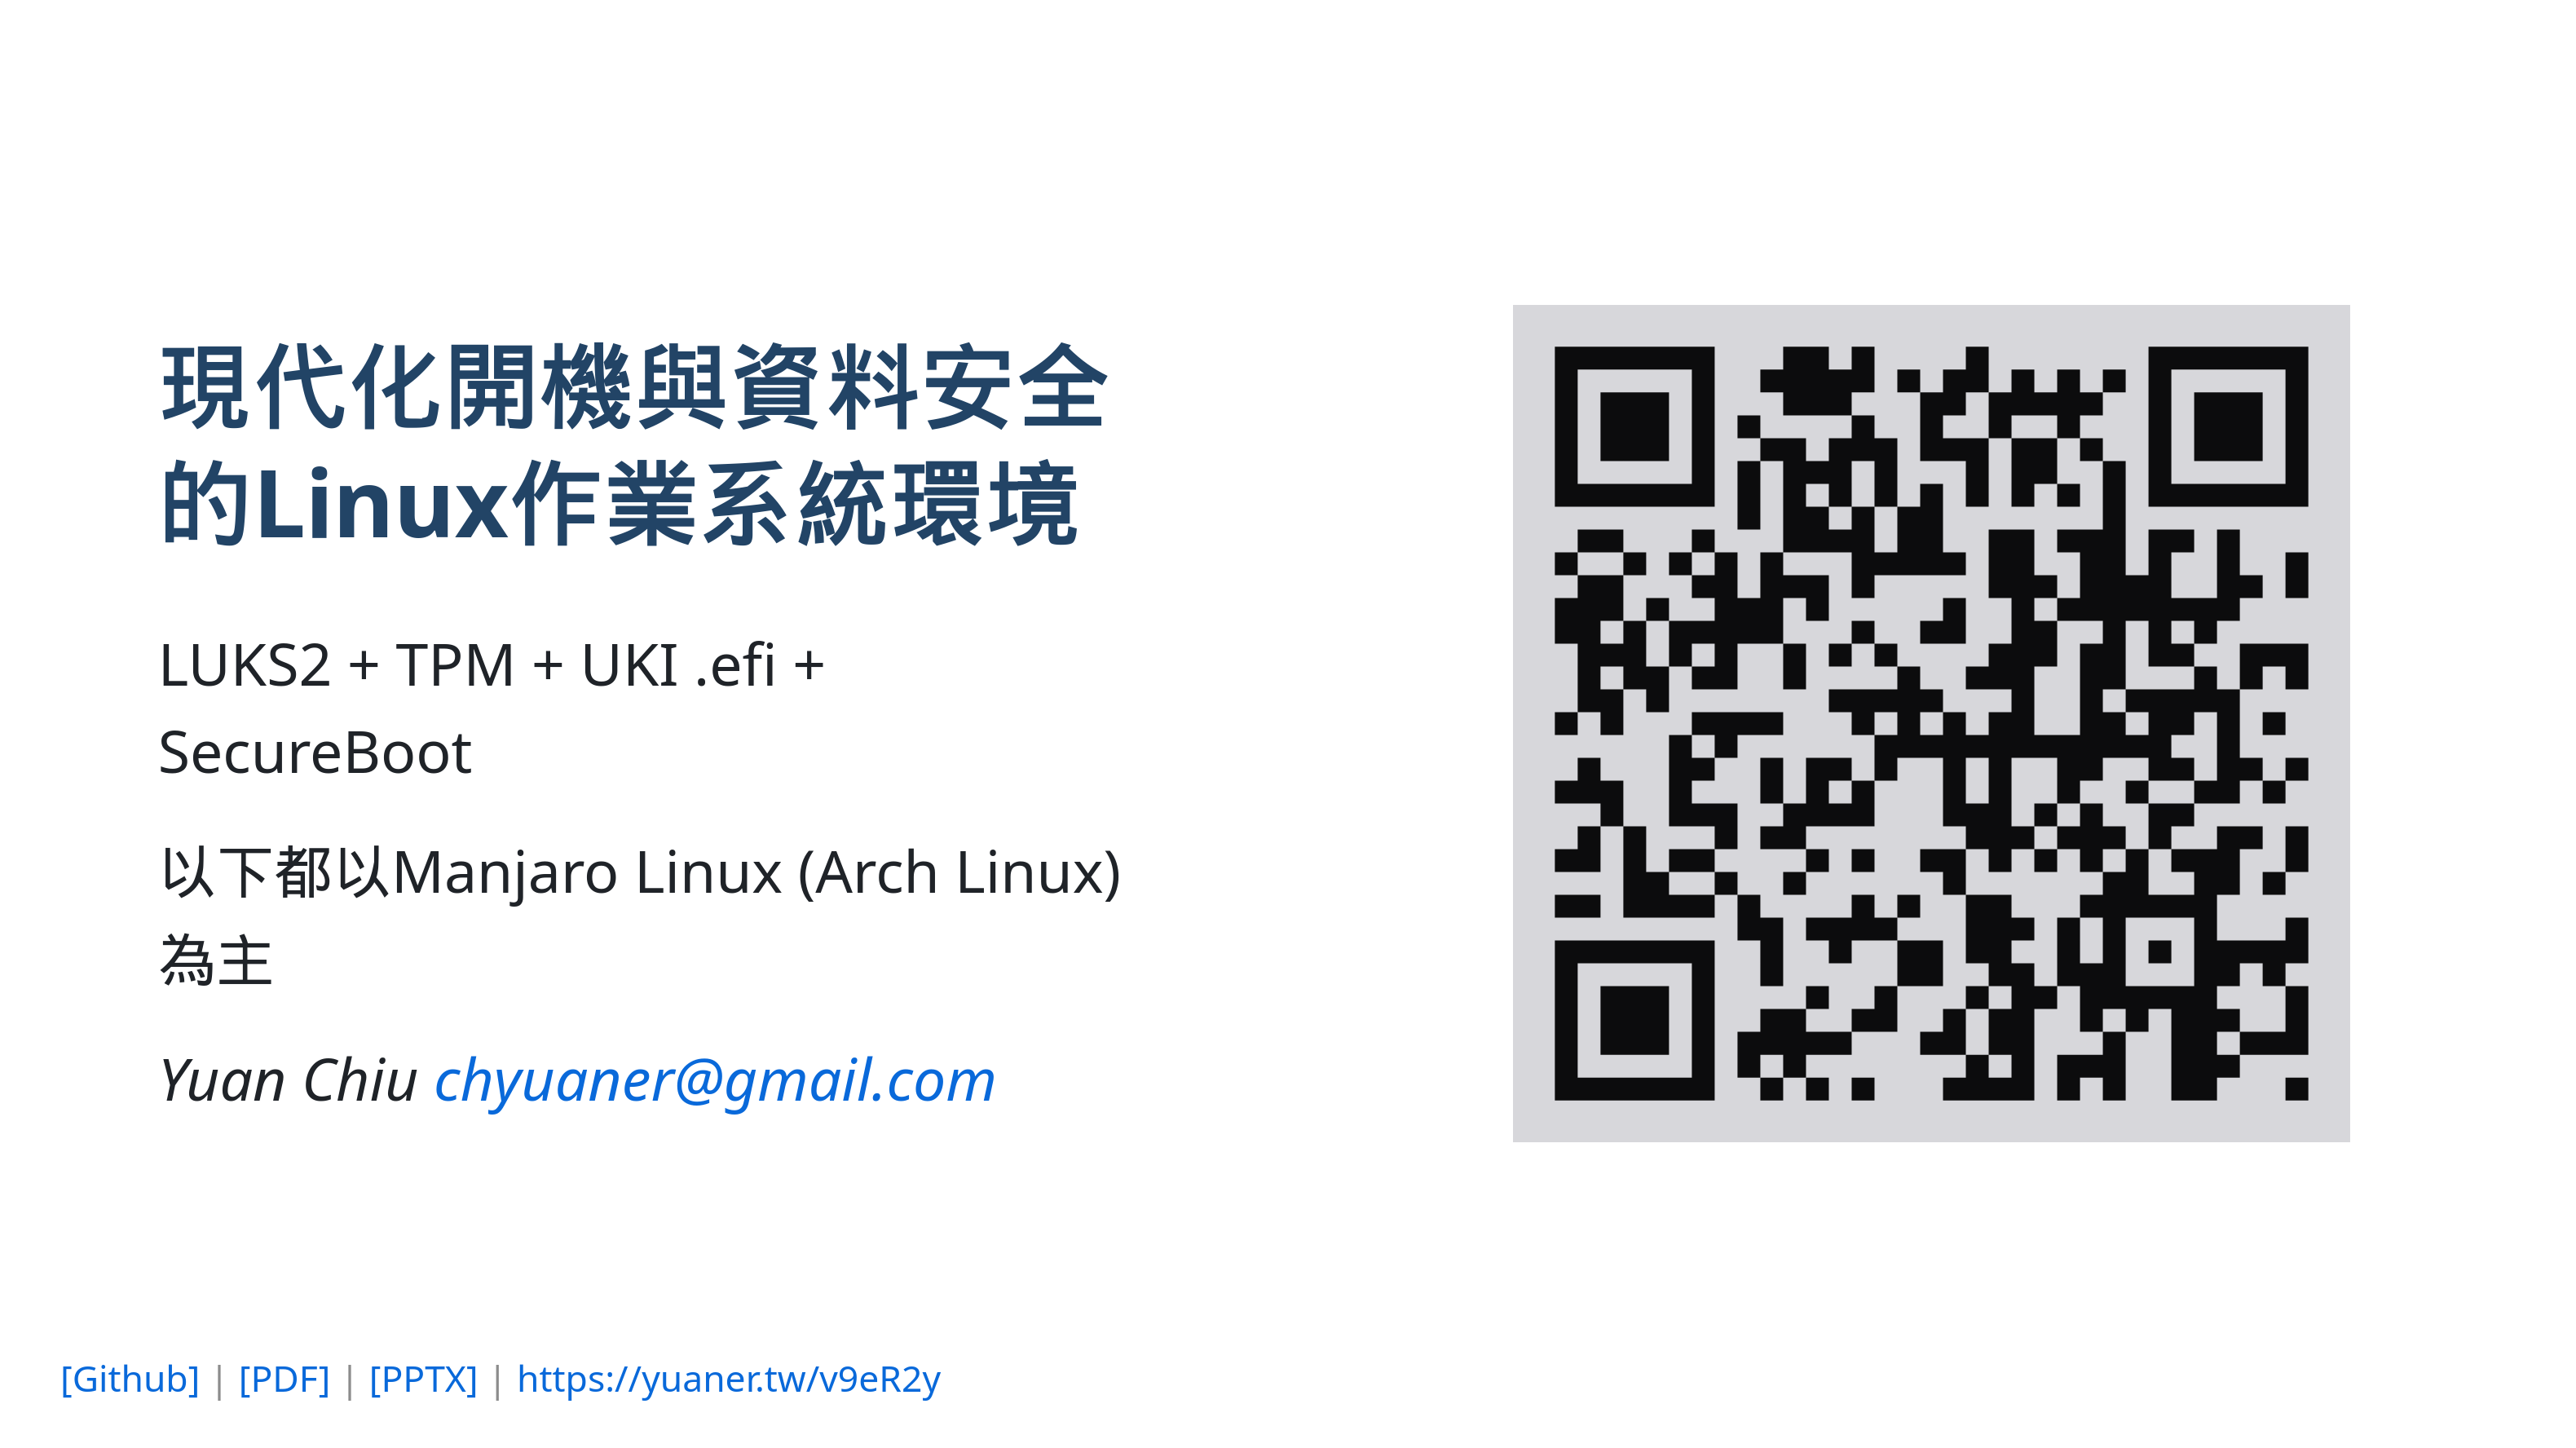 現代化開機與資料安全
的Linux作業系統環境
LUKS2 + TPM + UKI .efi +
SecureBoot
以下都以Manjaro Linux (Arch Linux)
為主
Yuan Chiu chyuaner@gmail.com
[Github] | [PDF] | [PPTX] | https://yuaner.tw/v9eR2y